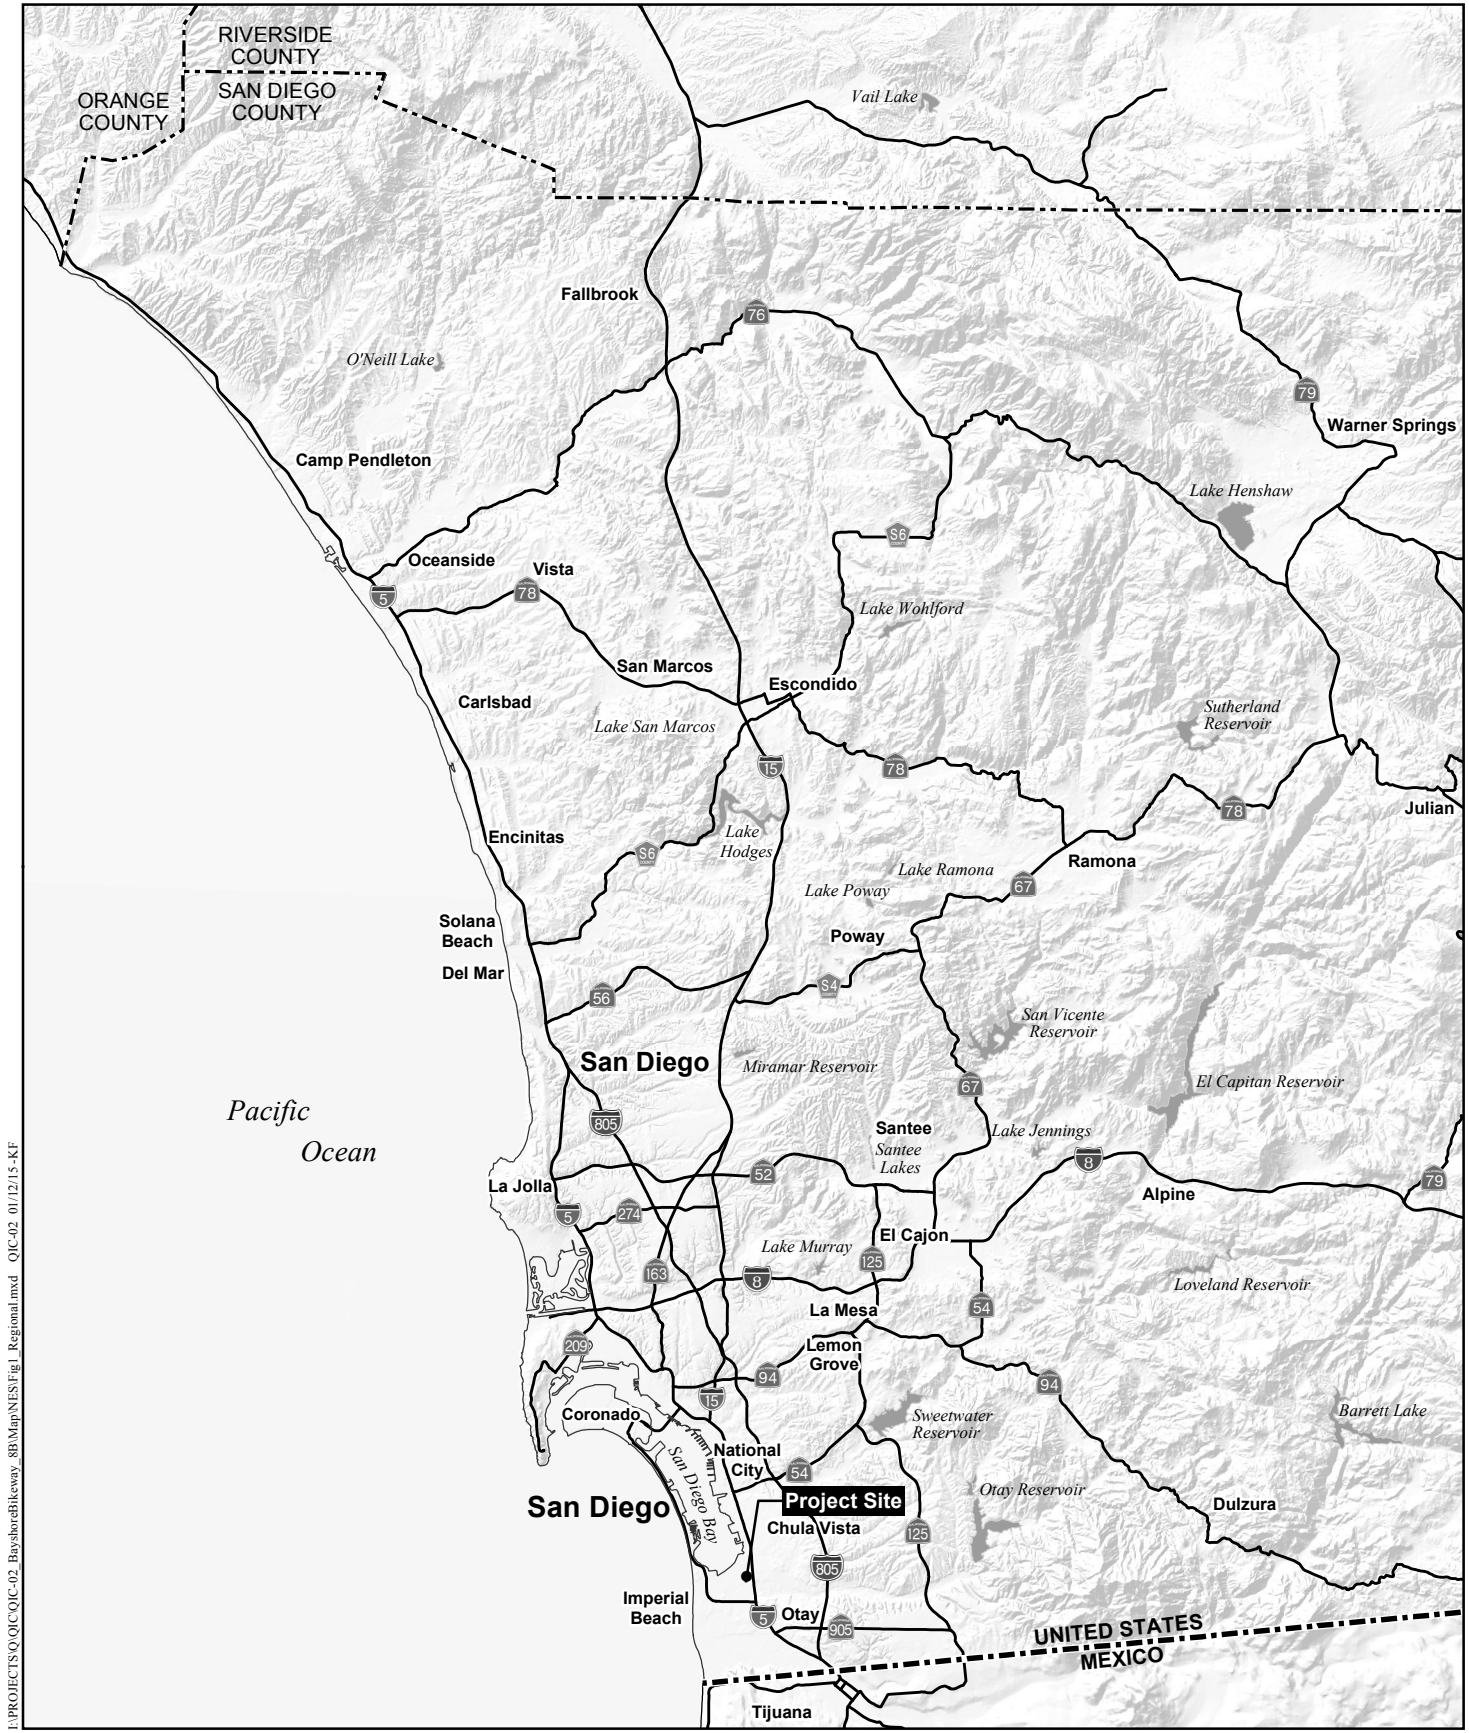 RIVERSIDE
COUNTY
ORANGE
COUNTY
SAN DIEGO
COUNTY
Vail Lake
Fallbrook
76
O'Neill Lake
79
Warner Springs
Camp Pendleton
Lake Henshaw
S6
COUNTY
Oceanside
Vista
5
78
Lake Wohlford
San Marcos
Escondido
Carlsbad
Lake San Marcos
Sutherland
Reservoir
15
78
78
Julian
Encinitas
Lake
Hodges
S6
COUNTY
Ramona
Lake Ramona
67
Lake Poway
Solana
Beach
Poway
Del Mar
56
S4
COUNTY
San Vicente
Reservoir
San Diego
Miramar Reservoir
67
El Capitan Reservoir
Pacific
Ocean
805
Santee
Santee
Lakes
Lake Jennings
8
52
79
La Jolla
Alpine
5
274
El Cajon
Lake Murray
125
163
8
Loveland Reservoir
La Mesa
54
209
Lemon
Grove
94
94
15
Coronado
Sweetwater
Reservoir
Barrett Lake
National
City
San Diego Bay
54
Otay Reservoir
San Diego
Project Site
Dulzura
Chula Vista
125
805
Imperial
Beach
5
Otay
905
UNITED STATES
MEXICO
Tijuana
I:\PROJECTS\Q\QIC\QIC-02_BayshoreBikeway_8B\Map\NES\Fig1_Regional.mxd QIC-02 01/12/15 -KF